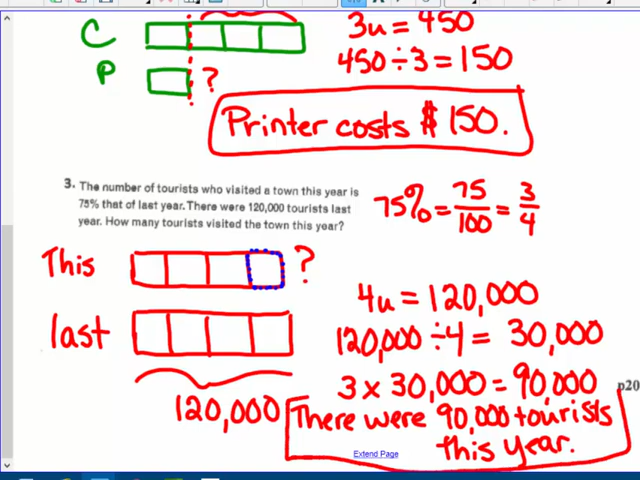 C
3u = 450
P
?
450 ÷ 3 = 150
Printer costs $150.
3. The number of tourists who visited a town this year is
75% that of last year. There were 120,000 tourists last
year. How many tourists visited the town this year?
75% = 75/100 = 3/4
This
?
last
120,000
4u = 120,000
120,000 ÷ 4 = 30,000
3 x 30,000 = 90,000
p20
There were 90,000 tourists
this year.
Extend Page